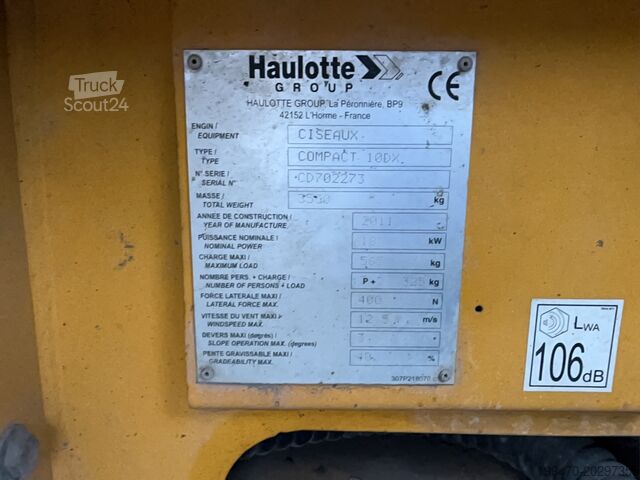 Truck
Scout24
Haulotte
GROUP
CE
HAULOTTE GROUP, La Péronnière, BP9
42152 L'Horme - France
ENGIN / EQUIPMENT CISEAUX
TYPE / TYPE COMPACT 10DX
N° SERIE / SERIAL N° CD702273
MASSE / TOTAL WEIGHT kg
ANNEE DE CONSTRUCTION / YEAR OF MANUFACTURE 2011
PUISSANCE NOMINALE / NOMINAL POWER kW
CHARGE MAXI / MAXIMUM LOAD kg
NOMBRE PERS. + CHARGE / NUMBER OF PERSONS + LOAD P + kg
FORCE LATERALE MAXI / LATERAL FORCE MAX. 400 N
VITESSE DU VENT MAXI / WINDSPEED MAX. m/s
DEVERS MAXI (degrés) / SLOPE OPERATION MAX. (degrees)
PENTE GRAVISSABLE MAXI / GRADEABILITY MAX. %
LWA
106dB